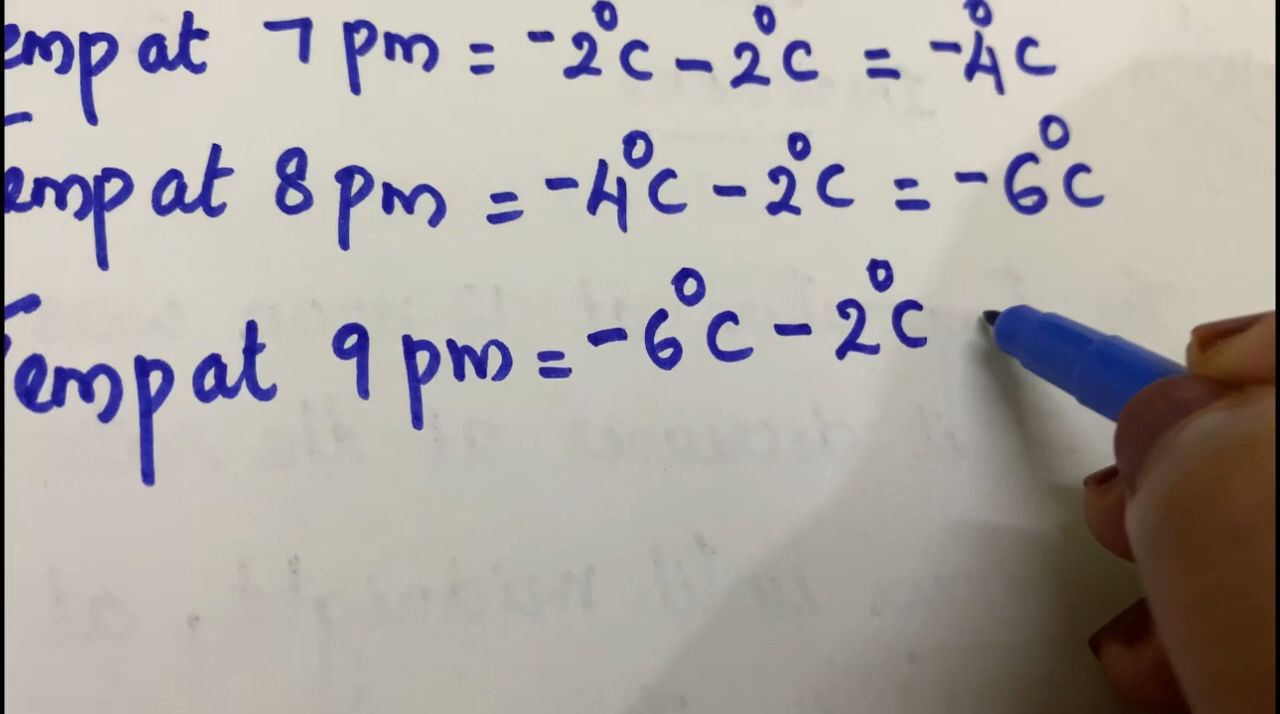 emp at 7 pm = -2°C - 2°C = -4°C
emp at 8 pm = -4°C - 2°C = -6°C
Temp at 9 pm = -6°C - 2°C